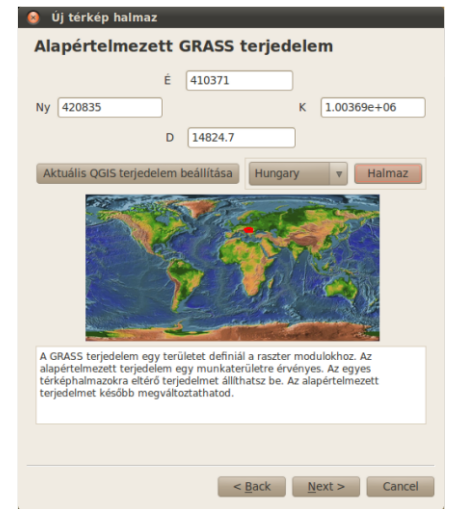 Új térkép halmaz
Alapértelmezett GRASS terjedelem
É 410371
Ny 420835 K 1.00369e+06
D 14824.7
Aktuális QGIS terjedelem beállítása Hungary Halmaz
A GRASS terjedelem egy területet definiál a raszter modulokhoz. Az
alapértelmezett terjedelem egy munkaterületre érvényes. Az egyes
térképhalmazokra eltérő terjedelmet állíthatsz be. Az alapértelmezett
terjedelmet később megváltoztathatod.
< Back Next > Cancel